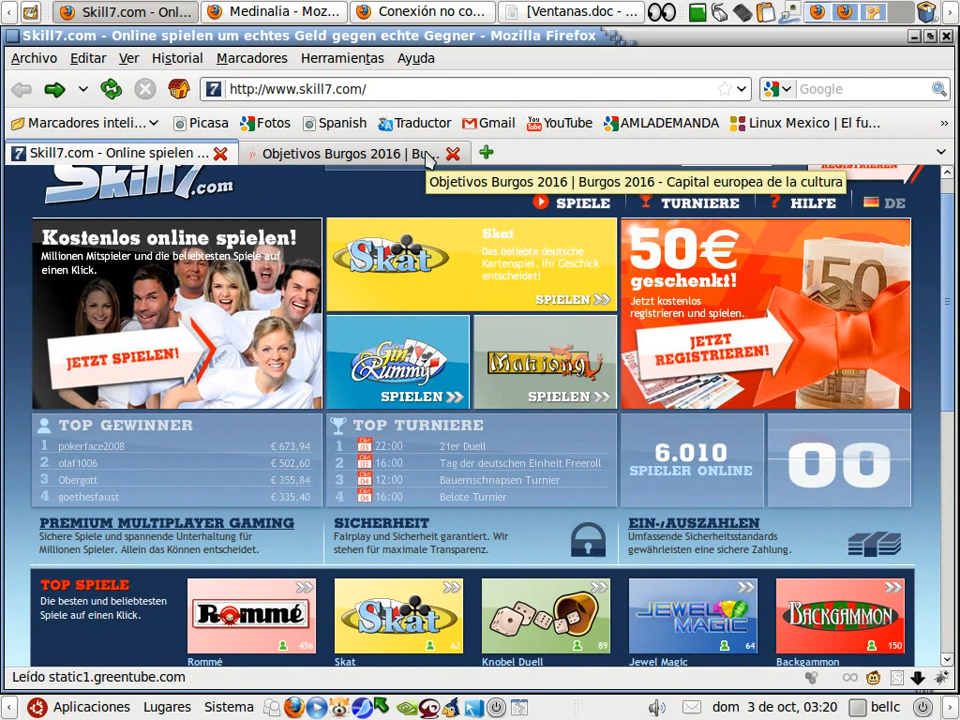 Skill7.com - Onl...
Medinalia - Moz...
Conexión no co...
[Ventanas.doc - ...
Skill7.com - Online spielen um echtes Geld gegen echte Gegner - Mozilla Firefox
Archivo Editar Ver Historial Marcadores Herramientas Ayuda
http://www.skill7.com/
Google
Marcadores inteli... Picasa Fotos Spanish Traductor Gmail YouTube AMLADEMANDA Linux Mexico | El fu... »
Skill7.com - Online spielen ...
Objetivos Burgos 2016 | Bu...
Objetivos Burgos 2016 | Burgos 2016 - Capital europea de la cultura
Skill7.com
REGISTRIEREN
SPIELE TURNIERE HILFE DE
Kostenlos online spielen!
Millionen Mitspieler und die beliebtesten Spiele auf
einen Klick.
JETZT SPIELEN!
Skat
Skat
Das beliebte deutsche
Kartenspiel. Ihr Geschick
entscheidet!
SPIELEN
Gin
Rummy
SPIELEN
Mahjong
SPIELEN
50€
geschenkt!
Jetzt kostenlos
registrieren und spielen.
JETZT
REGISTRIEREN!
50
TOP GEWINNER
1 pokerface2008 € 673,94
2 olaf1006 € 502,60
3 Obergott € 355,84
4 goethesfaust € 335,40
TOP TURNIERE
1 22:00 21er Duell
2 16:00 Tag der deutschen Einheit Freeroll
3 12:00 Bauernschnapsen Turnier
4 16:00 Belote Turnier
6.010
SPIELER ONLINE
00
PREMIUM MULTIPLAYER GAMING
Sichere Spiele und spannende Unterhaltung für
Millionen Spieler. Allein das Können entscheidet.
SICHERHEIT
Fairplay und Sicherheit garantiert. Wir
stehen für maximale Transparenz.
EIN-/AUSZAHLEN
Umfassende Sicherheitsstandards
gewährleisten eine sichere Zahlung.
TOP SPIELE
Die besten und beliebtesten
Spiele auf einen Klick.
Rommé
456
Rommé
Skat
62
Skat
89
Knobel Duell
JEWEL
MAGIC
64
Jewel Magic
BACKGAMMON
150
Backgammon
Leído static1.greentube.com
Aplicaciones Lugares Sistema
dom 3 de oct, 03:20
bellc